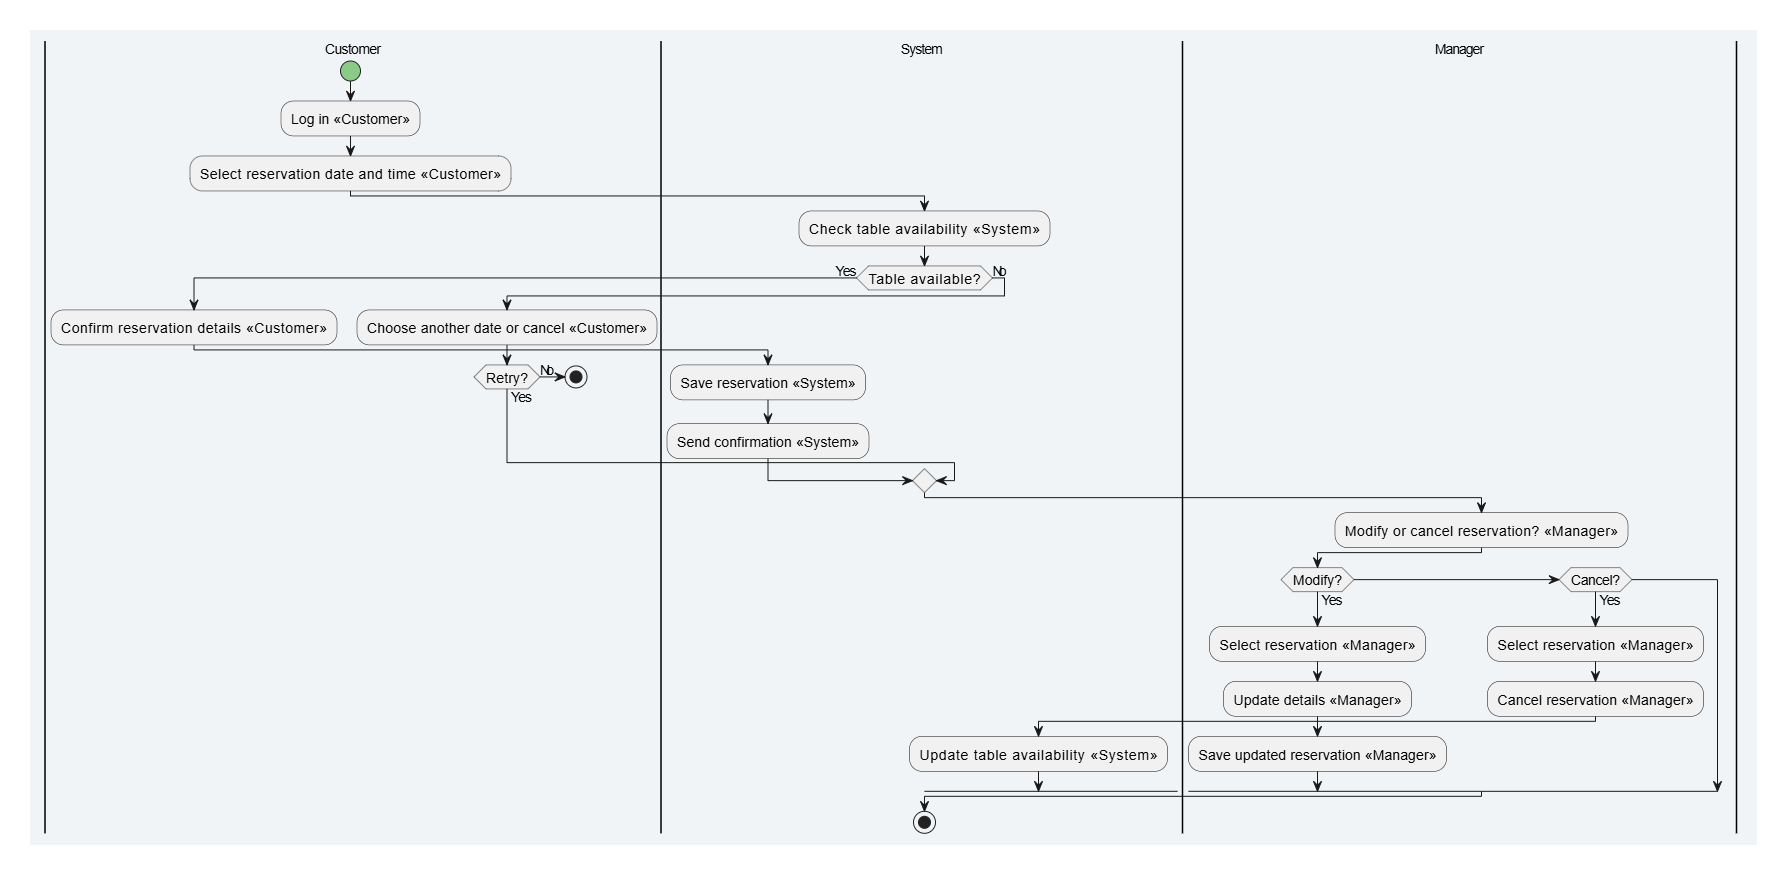 Customer
System
Manager
Log in «Customer»
Select reservation date and time «Customer»
Check table availability «System»
Yes
Table available?
No
Confirm reservation details «Customer»
Choose another date or cancel «Customer»
Retry?
No
Yes
Save reservation «System»
Send confirmation «System»
Modify or cancel reservation? «Manager»
Modify?
Cancel?
Yes
Yes
Select reservation «Manager»
Select reservation «Manager»
Update details «Manager»
Cancel reservation «Manager»
Update table availability «System»
Save updated reservation «Manager»